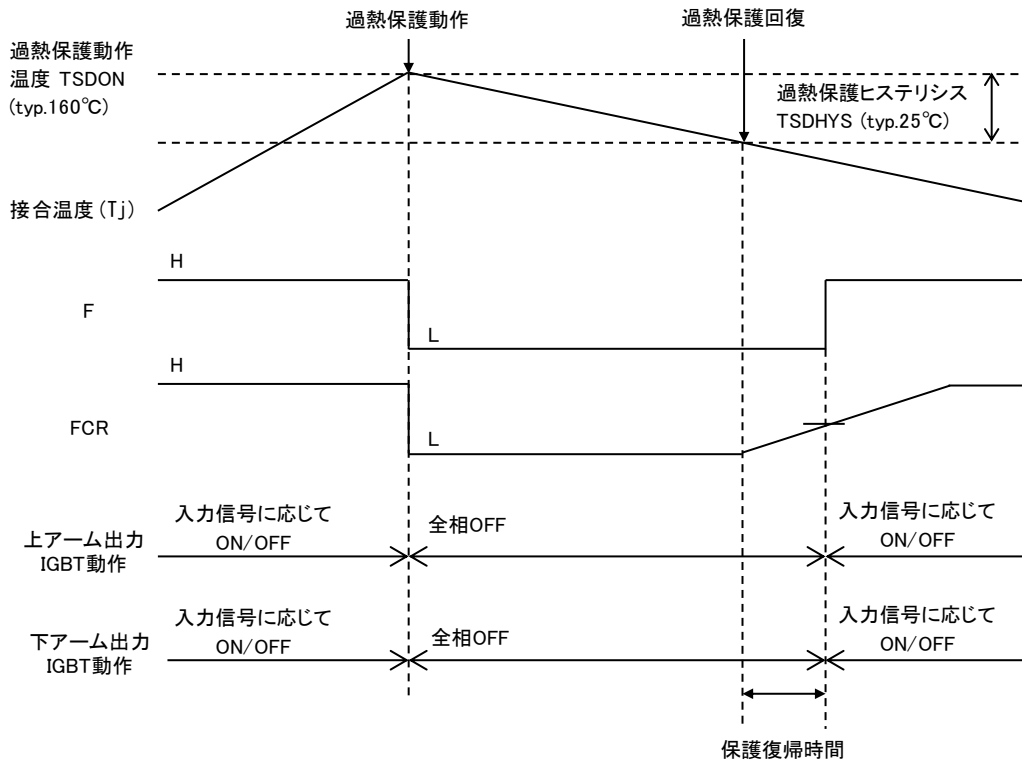 過熱保護動作
過熱保護回復
過熱保護動作
温度 TSDON
(typ.160℃)
過熱保護ヒステリシス
TSDHYS (typ.25℃)
接合温度(Tj)
H
F
L
H
FCR
L
入力信号に応じて
ON/OFF
全相OFF
入力信号に応じて
ON/OFF
上アーム出力
IGBT動作
入力信号に応じて
ON/OFF
全相OFF
入力信号に応じて
ON/OFF
下アーム出力
IGBT動作
保護復帰時間